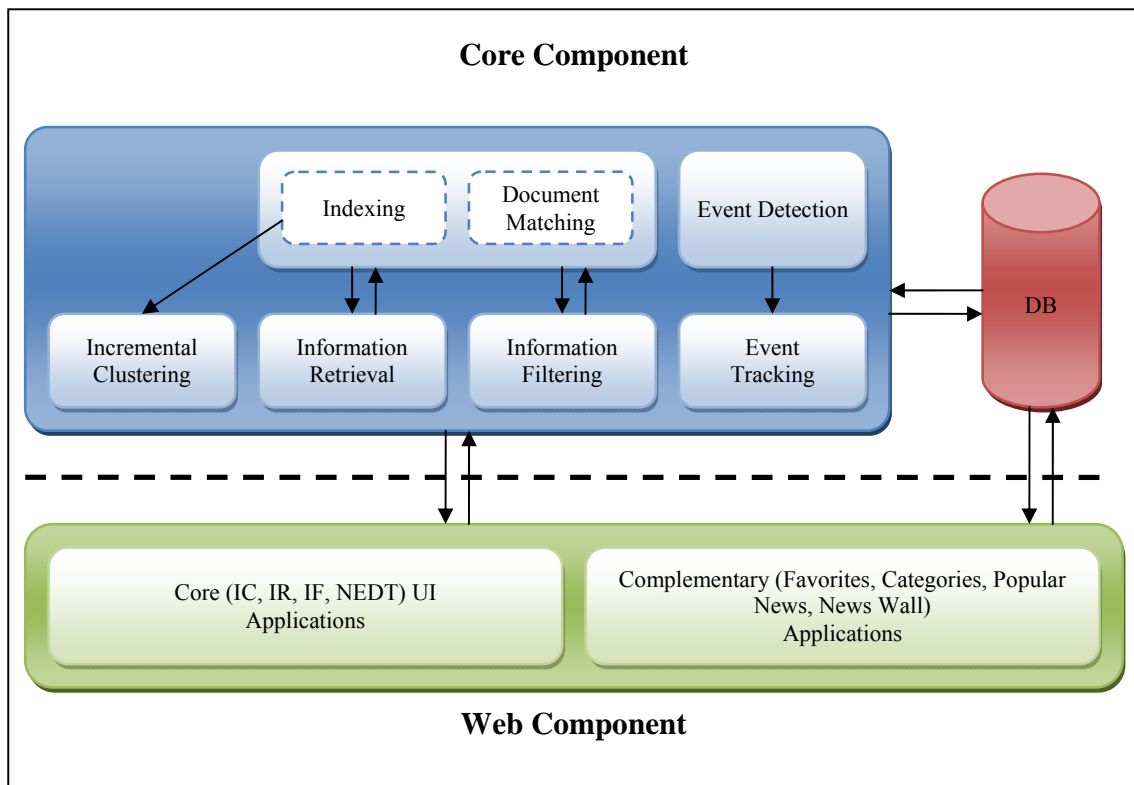 Core Component
Indexing
Document
Matching
Event Detection
DB
Incremental
Clustering
Information
Retrieval
Information
Filtering
Event
Tracking
Core (IC, IR, IF, NEDT) UI
Applications
Complementary (Favorites, Categories, Popular
News, News Wall)
Applications
Web Component